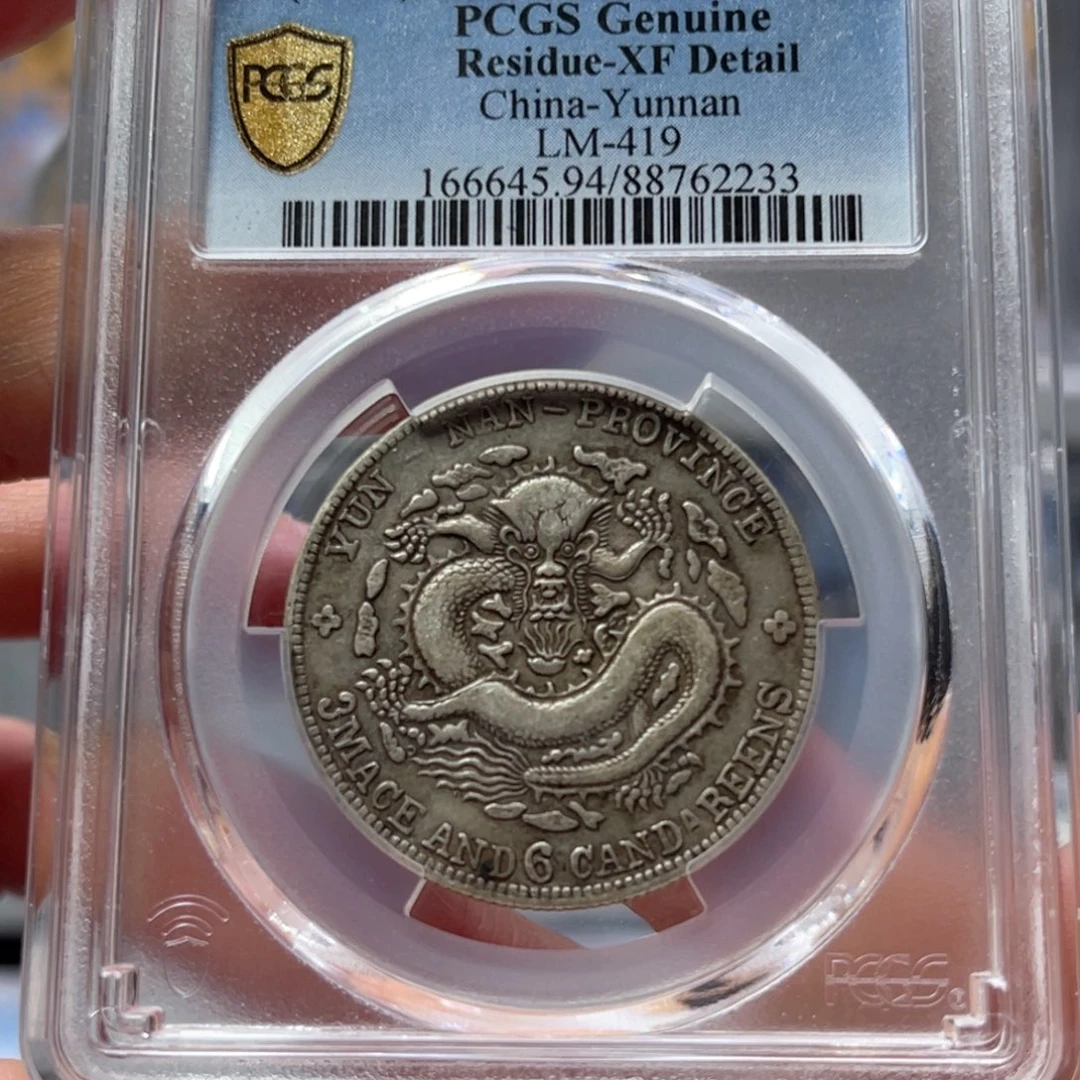 PCGS Genuine
PCGS
Residue-XF Detail
China-Yunnan
LM-419
166645.94/88762233
YUN-NAN-PROVINCE
3 MACE AND 6 CANDAREENS
PCGS